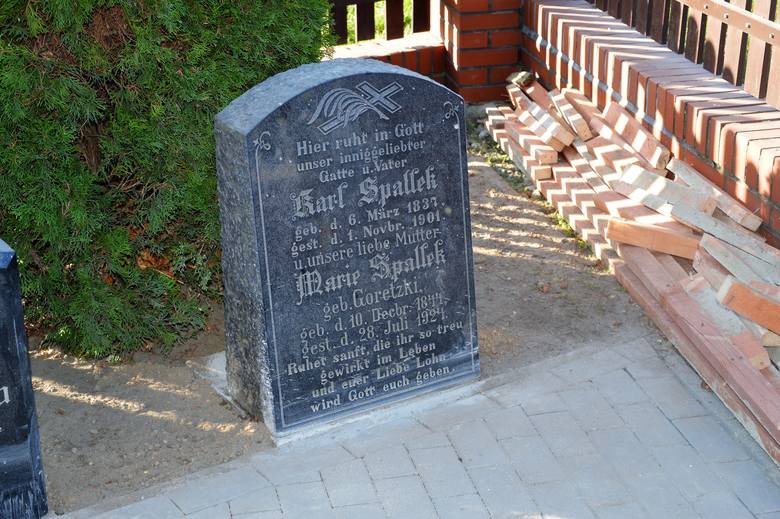 Hier ruht in Gott
unser inniggeliebter
Gatte u. Vater
Karl Spallek
geb. d. 6. März 1837.
gest. d. 1. Novbr. 1901.
u. unsere liebe Mutter
Marie Spallek
geb. Goretzki,
geb. d. 10. Decbr. 1844.
gest. d. 28. Juli 1924.
Ruhet sanft, die ihr so treu
gewirkt im Leben
und euer Liebe Lohn
wird Gott euch geben.